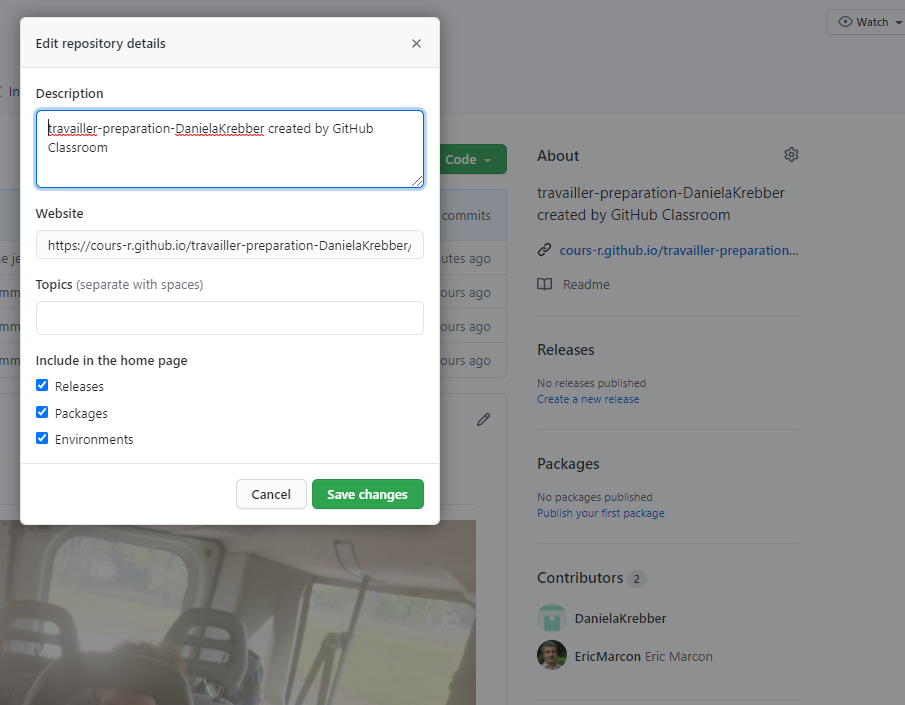 Edit repository details
Description
travailler-preparation-DanielaKrebber created by GitHub
Classroom
Website
https://cours-r.github.io/travailler-preparation-DanielaKrebber/
Topics (separate with spaces)
Include in the home page
Releases
Packages
Environments
Cancel
Save changes
Watch
In
Code
commits
utes ago
ours ago
ours ago
ours ago
e je
mm
mm
mm
About
travailler-preparation-DanielaKrebber
created by GitHub Classroom
cours-r.github.io/travailler-preparation...
Readme
Releases
No releases published
Create a new release
Packages
No packages published
Publish your first package
Contributors 2
DanielaKrebber
EricMarcon Eric Marcon